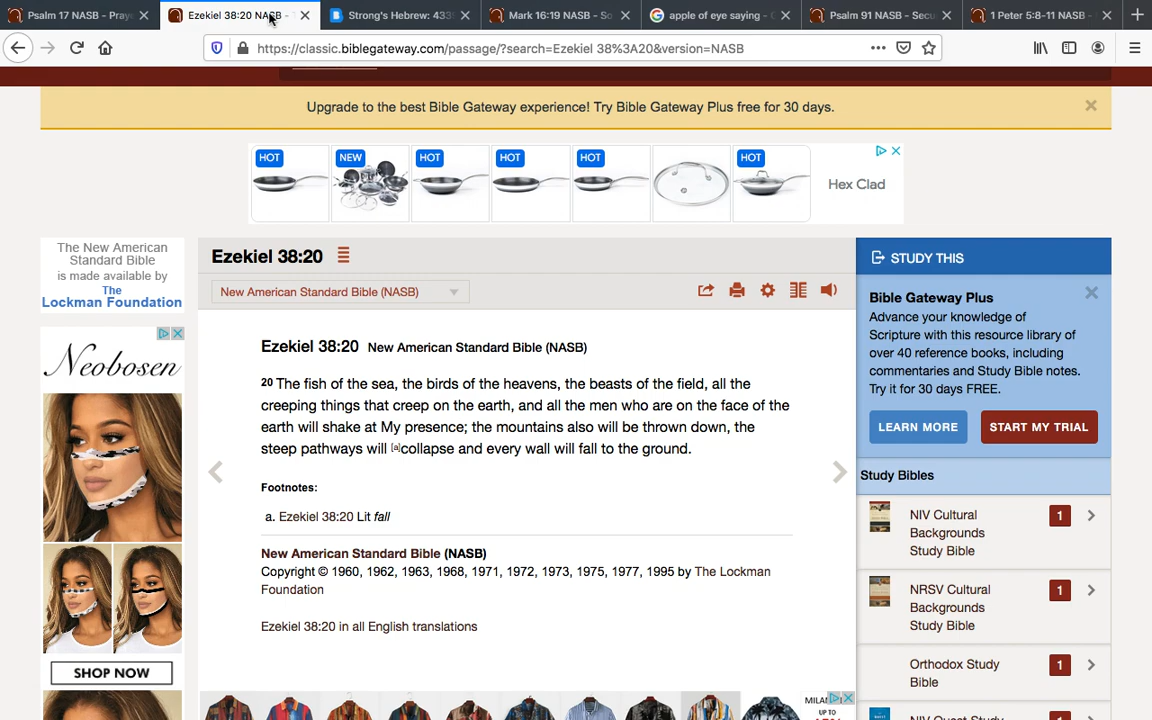 Psalm 17 NASB - Praye
Ezekiel 38:20 NASB -
Strong's Hebrew: 433
Mark 16:19 NASB - So
apple of eye saying -
Psalm 91 NASB - Secu
1 Peter 5:8-11 NASB -
https://classic.biblegateway.com/passage/?search=Ezekiel 38%3A20&version=NASB
Upgrade to the best Bible Gateway experience! Try Bible Gateway Plus free for 30 days.
HOT
NEW
HOT
HOT
HOT
HOT
Hex Clad
The New American
Standard Bible
is made available by
The
Lockman Foundation
Neobosen
SHOP NOW
Ezekiel 38:20
New American Standard Bible (NASB)
Ezekiel 38:20 New American Standard Bible (NASB)
20 The fish of the sea, the birds of the heavens, the beasts of the field, all the
creeping things that creep on the earth, and all the men who are on the face of the
earth will shake at My presence; the mountains also will be thrown down, the
steep pathways will [a]collapse and every wall will fall to the ground.
Footnotes:
a. Ezekiel 38:20 Lit fall
New American Standard Bible (NASB)
Copyright © 1960, 1962, 1963, 1968, 1971, 1972, 1973, 1975, 1977, 1995 by The Lockman
Foundation
Ezekiel 38:20 in all English translations
STUDY THIS
Bible Gateway Plus
Advance your knowledge of
Scripture with this resource library of
over 40 reference books, including
commentaries and Study Bible notes.
Try it for 30 days FREE.
LEARN MORE
START MY TRIAL
Study Bibles
NIV Cultural
Backgrounds
Study Bible
1
NRSV Cultural
Backgrounds
Study Bible
1
Orthodox Study
Bible
1
UP TO